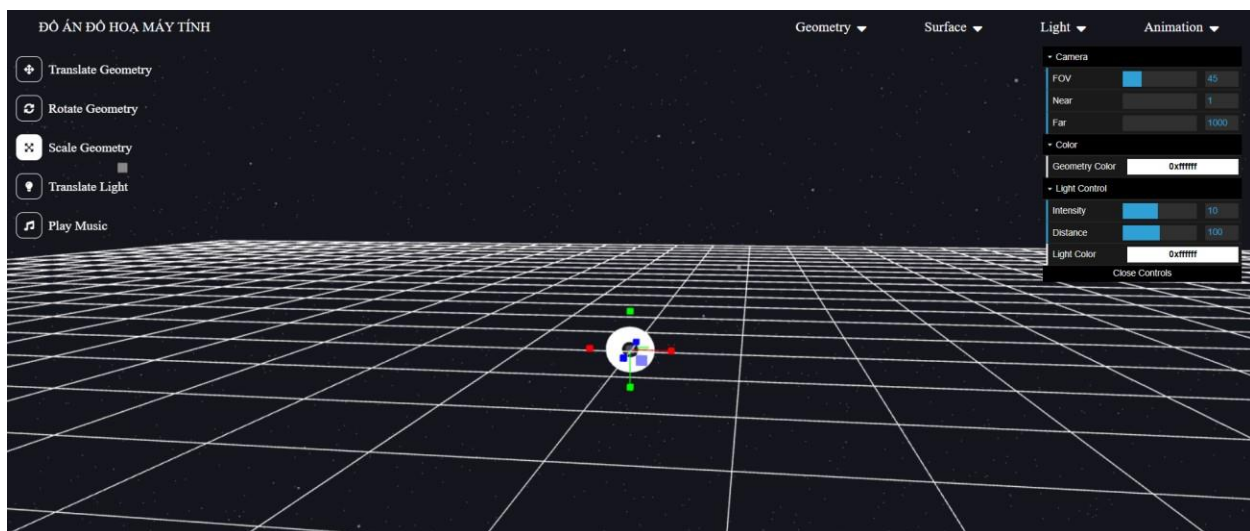 ĐỒ ÁN ĐỒ HOẠ MÁY TÍNH
Geometry
Surface
Light
Animation
Translate Geometry
Rotate Geometry
Scale Geometry
Translate Light
Play Music
Camera
FOV 45
Near 1
Far 1000
Color
Geometry Color 0xffffff
Light Control
Intensity 10
Distance 100
Light Color 0xffffff
Close Controls